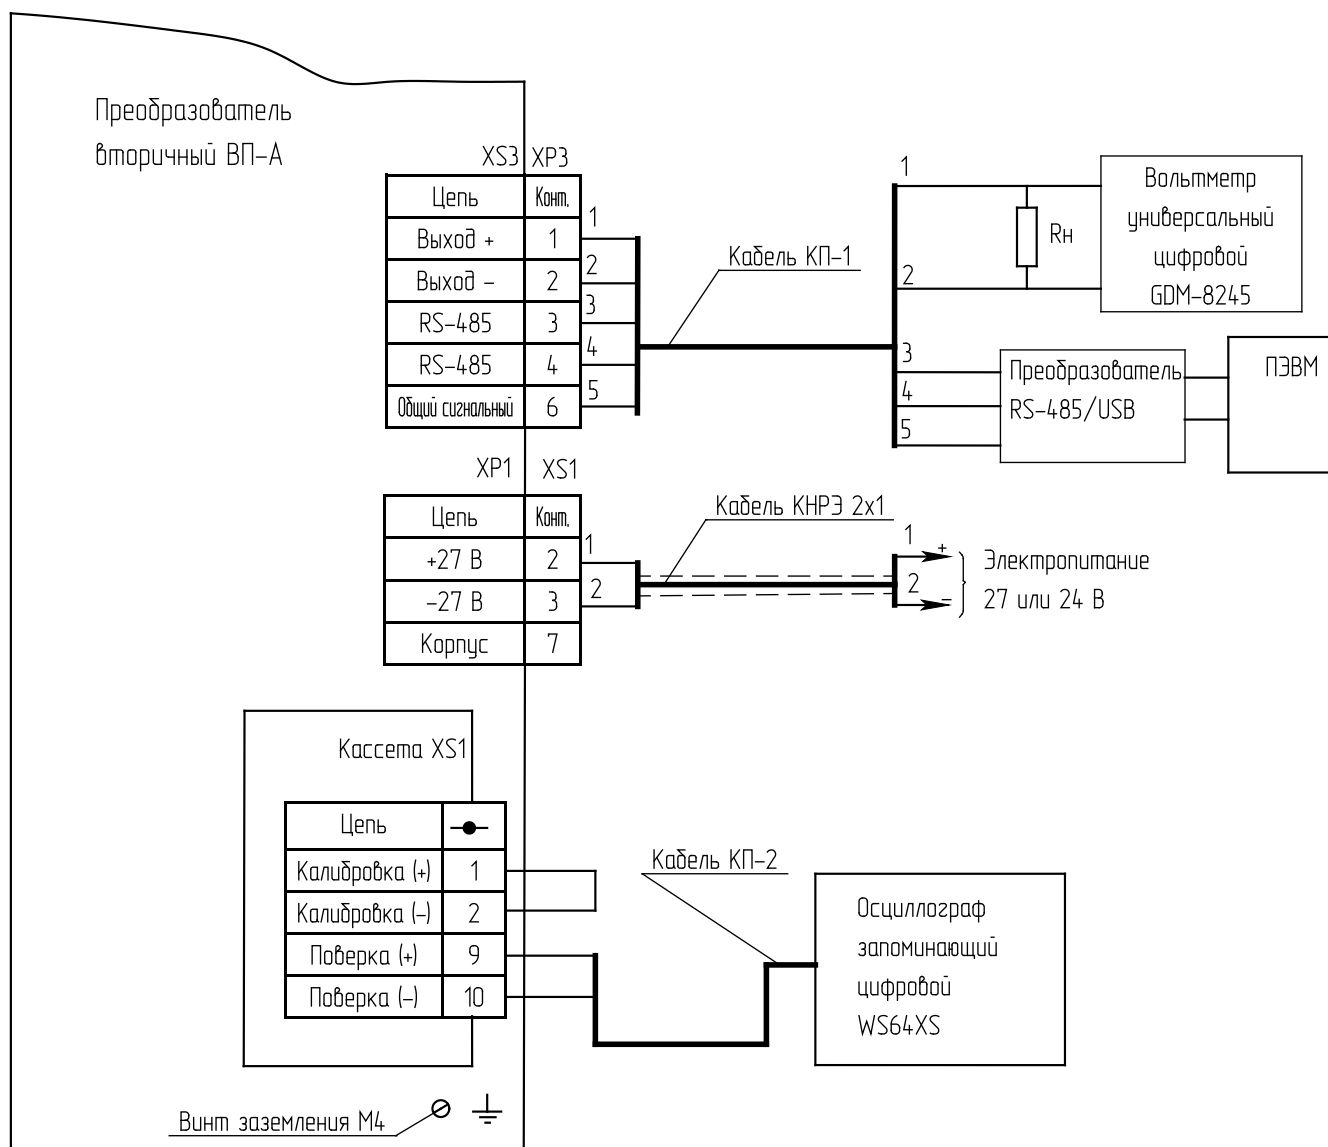 Преобразователь
вторичный ВП-А
XS3 XP3
Цепь Конт.
Выход + 1
Выход - 2
RS-485 3
RS-485 4
Общий сигнальный 6
1
2
3
4
5
Кабель КП-1
1
2
3
4
5
Rн
Вольтметр
универсальный
цифровой
GDM-8245
Преобразователь
RS-485/USB
ПЭВМ
XP1 XS1
Цепь Конт.
+27 В 2
-27 В 3
Корпус 7
1
2
Кабель КНРЭ 2х1
1 +
2 -
Электропитание
27 или 24 В
Кассета XS1
Цепь
Калибровка (+) 1
Калибровка (-) 2
Поверка (+) 9
Поверка (-) 10
Кабель КП-2
Осциллограф
запоминающий
цифровой
WS64XS
Винт заземления М4